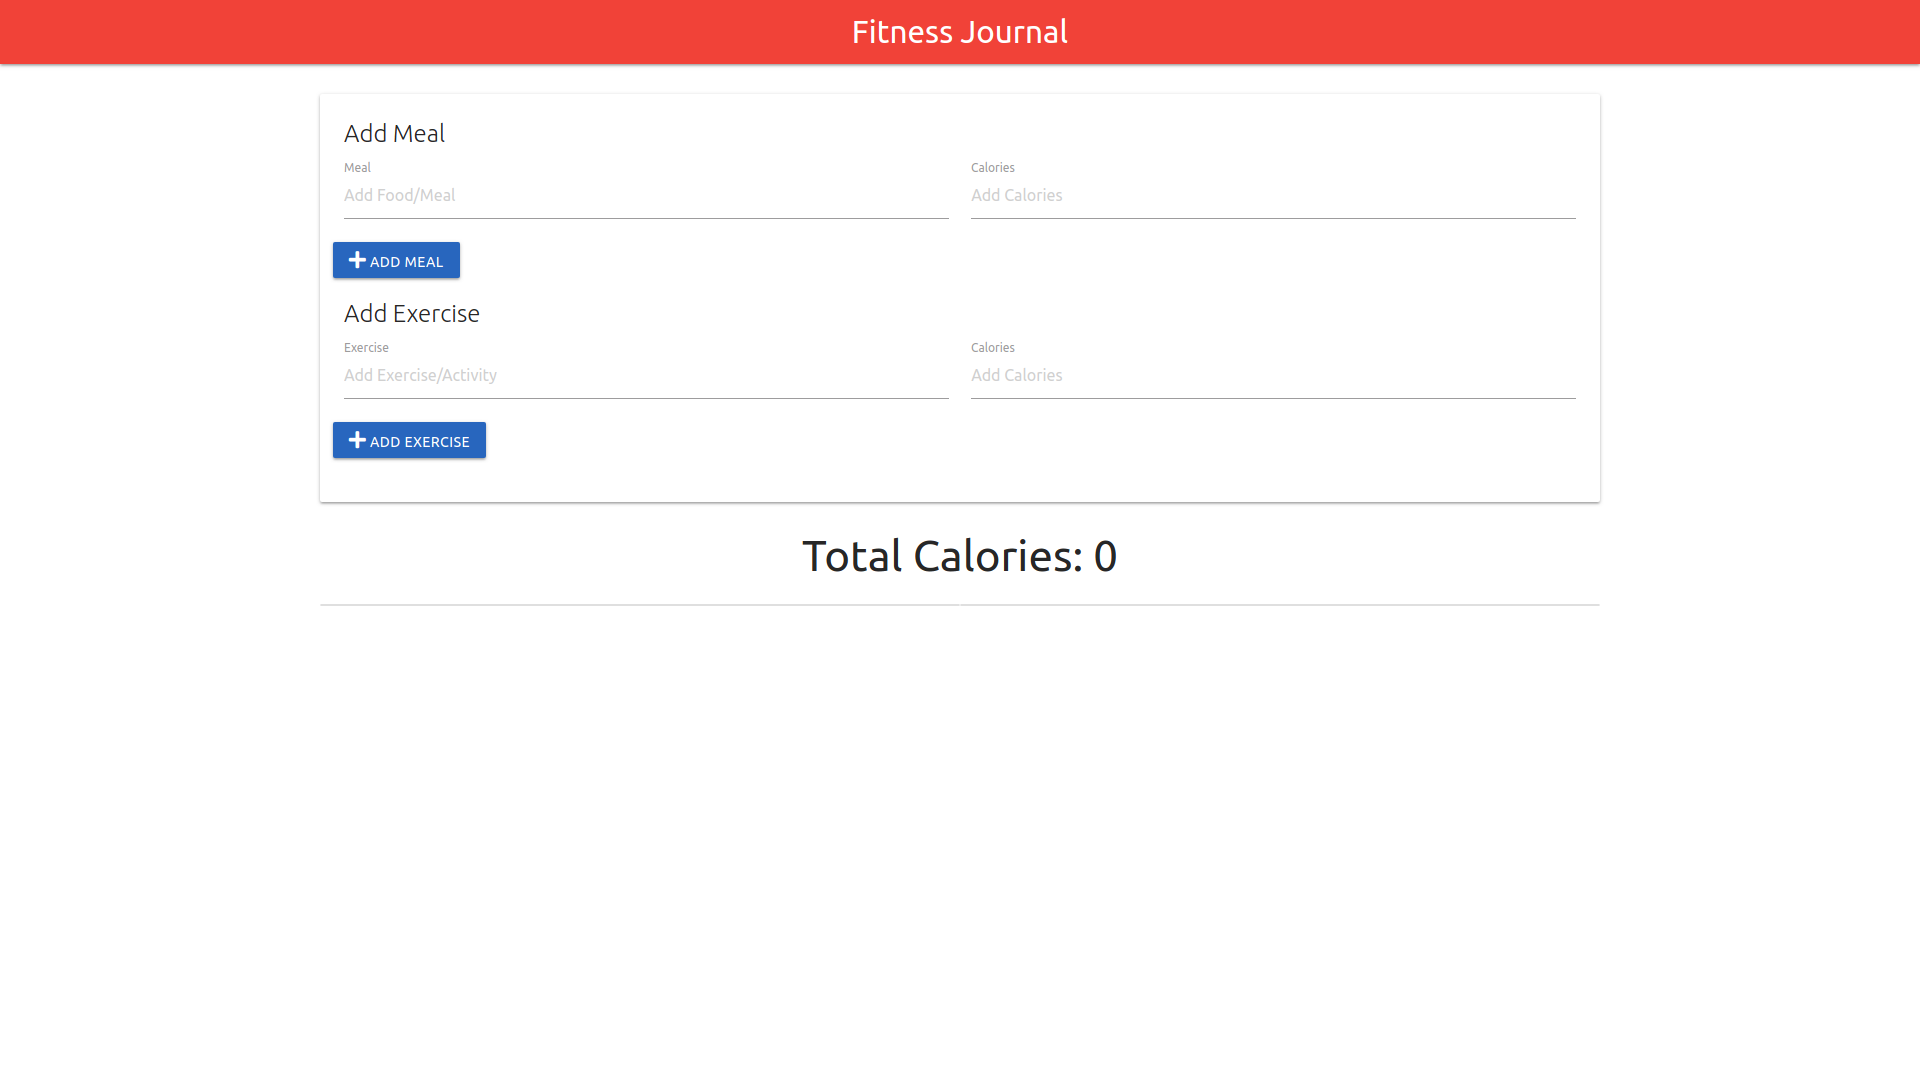 Fitness Journal
Add Meal
Meal Calories
Add Food/Meal Add Calories
ADD MEAL
Add Exercise
Exercise Calories
Add Exercise/Activity Add Calories
ADD EXERCISE
Total Calories: 0